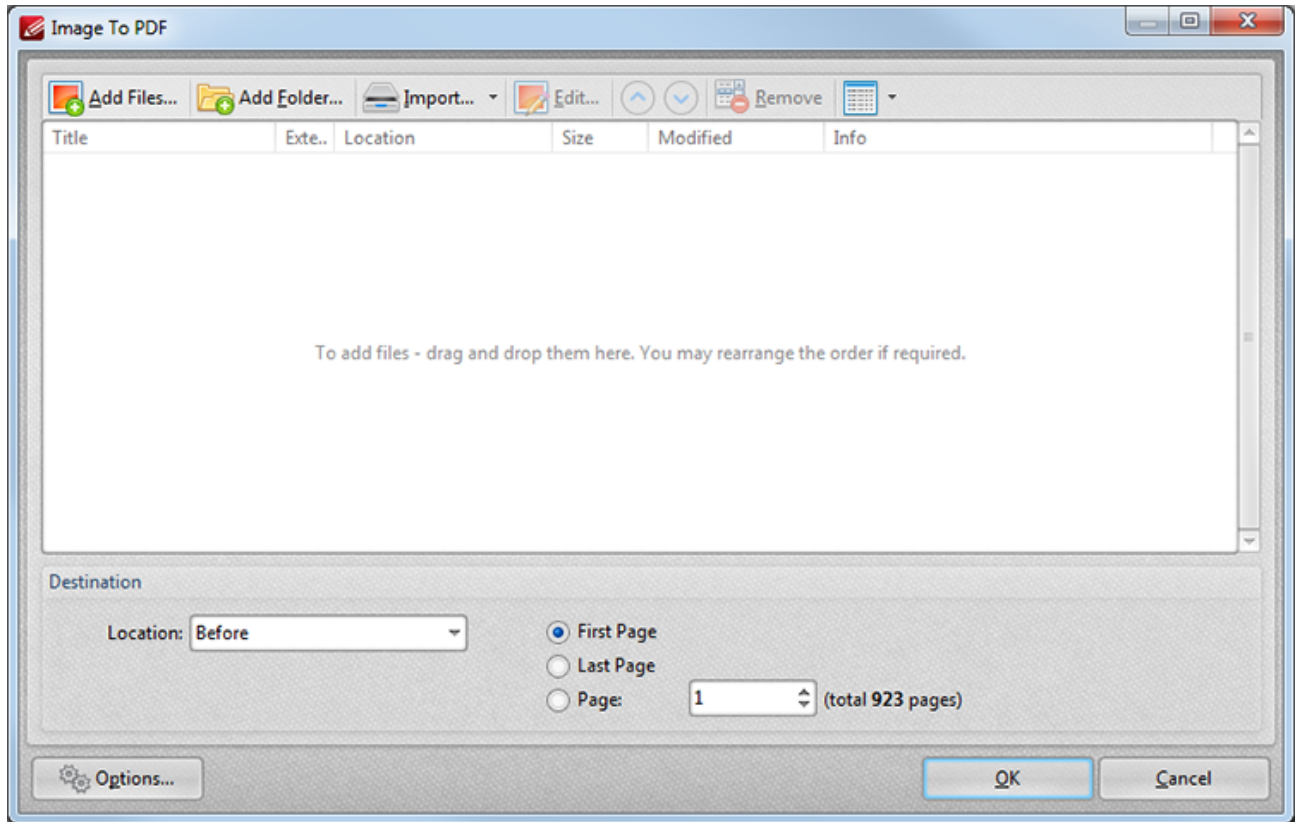 Image To PDF
Add Files... Add Folder... Import... Edit... Remove
Title Exte.. Location Size Modified Info
To add files - drag and drop them here. You may rearrange the order if required.
Destination
Location: Before First Page
Last Page
Page: 1 (total 923 pages)
Options... OK Cancel